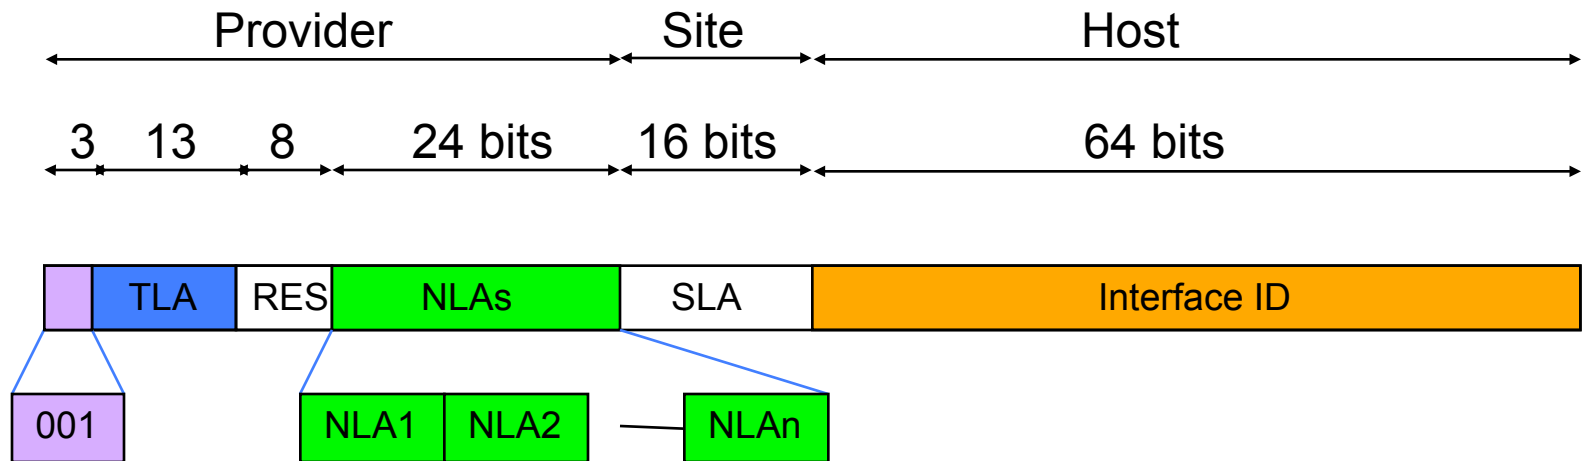 Provider Site Host
3 13 8 24 bits 16 bits 64 bits
TLA RES NLAs SLA Interface ID
001 NLA1 NLA2 NLAn